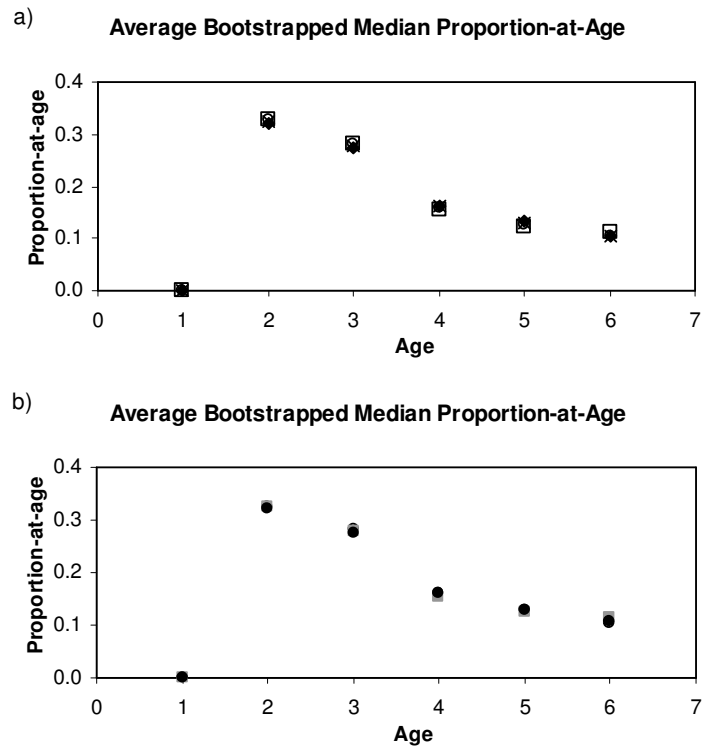 a)
Average Bootstrapped Median Proportion-at-Age
Proportion-at-age
0.4
0.3
0.2
0.1
0.0
0 1 2 3 4 5 6 7
Age
b)
Average Bootstrapped Median Proportion-at-Age
Proportion-at-age
0.4
0.3
0.2
0.1
0.0
0 1 2 3 4 5 6 7
Age